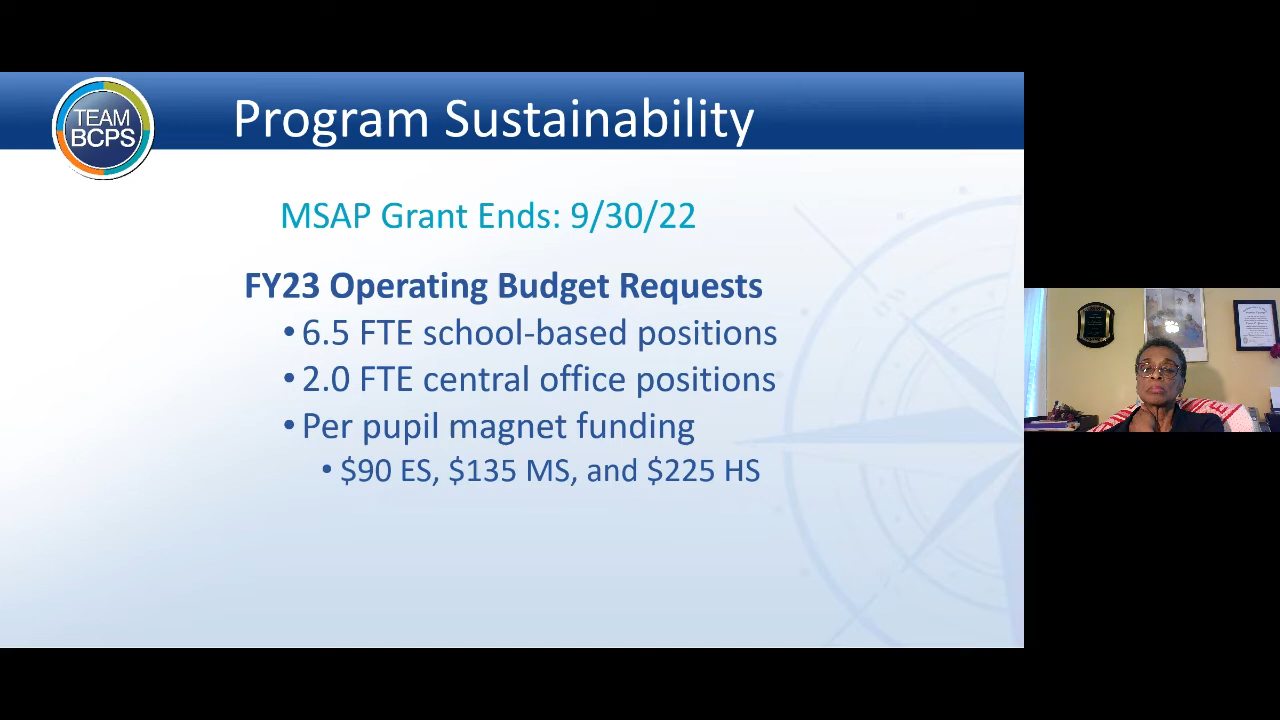 TEAM
BCPS
Program Sustainability
MSAP Grant Ends: 9/30/22
FY23 Operating Budget Requests
• 6.5 FTE school-based positions
• 2.0 FTE central office positions
• Per pupil magnet funding
• $90 ES, $135 MS, and $225 HS